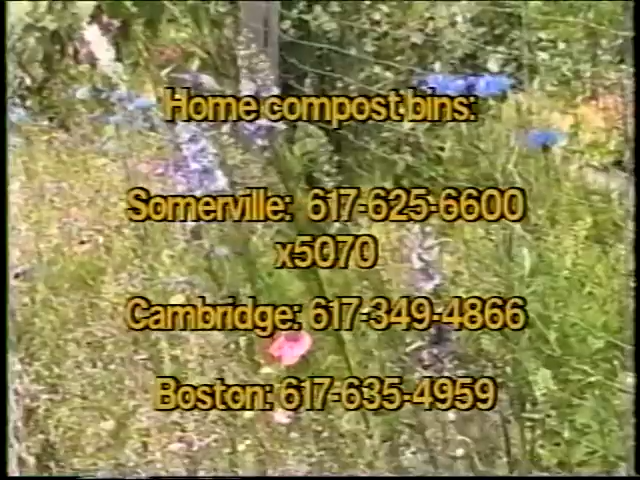 Home compost bins:
Somerville: 617-625-6600
x5070
Cambridge: 617-349-4866
Boston: 617-635-4959